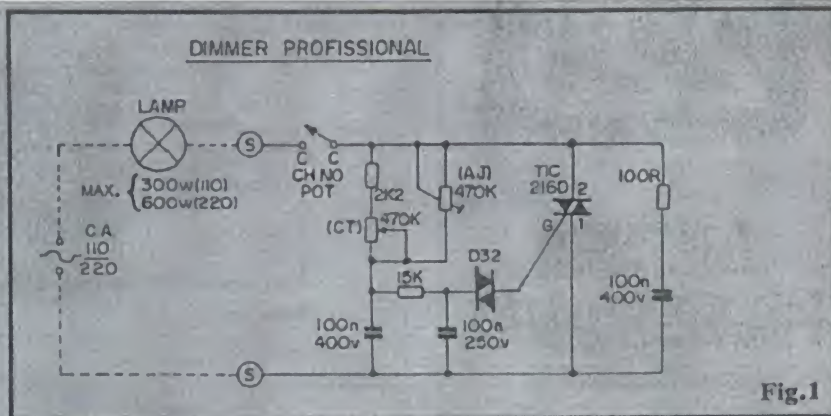 DIMMER PROFISSIONAL
LAMP
MAX. { 300w(110)
600w(220)
C.A.
110
220
S
C C
CH NO
POT
2K2
(CT) 470K
(AJ)
470K
TIC
216D 2
G 1
100R
D32
15K
100n
400v
100n
250v
100n
400v
S
Fig.1